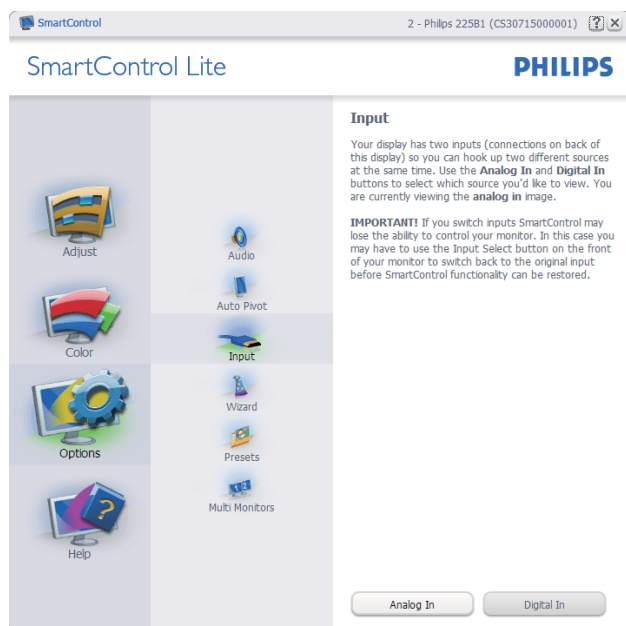 SmartControl
2 - Philips 225B1 (CS30715000001)
?
SmartControl Lite
PHILIPS
Adjust
Color
Options
Help
Audio
Auto Pivot
Input
Wizard
Presets
Multi Monitors
Input
Your display has two inputs (connections on back of
this display) so you can hook up two different sources
at the same time. Use the Analog In and Digital In
buttons to select which source you'd like to view. You
are currently viewing the analog in image.
IMPORTANT! If you switch inputs SmartControl may
lose the ability to control your monitor. In this case you
may have to use the Input Select button on the front
of your monitor to switch back to the original input
before SmartControl functionality can be restored.
Analog In
Digital In